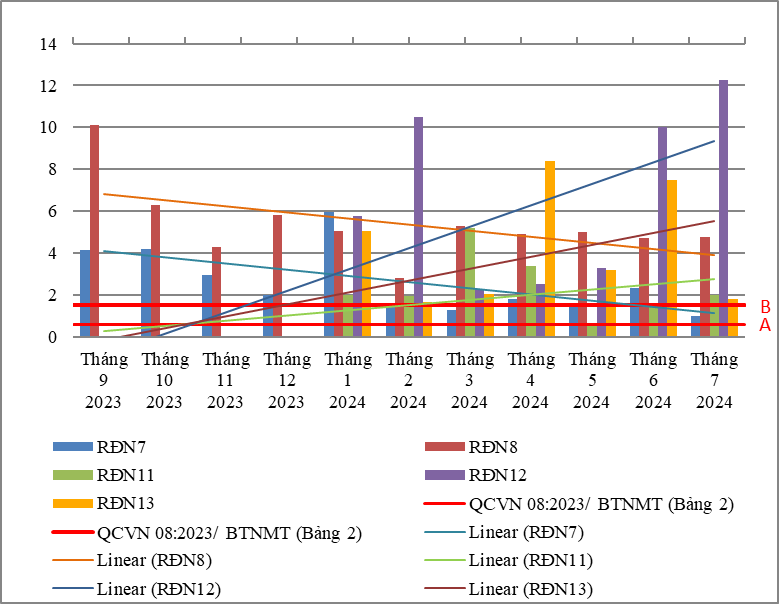 14
12
10
8
6
4
2
0
B
A
Tháng 9 2023
Tháng 10 2023
Tháng 11 2023
Tháng 12 2023
Tháng 1 2024
Tháng 2 2024
Tháng 3 2024
Tháng 4 2024
Tháng 5 2024
Tháng 6 2024
Tháng 7 2024
RĐN7
RĐN8
RĐN11
RĐN12
RĐN13
QCVN 08:2023/ BTNMT (Bảng 2)
QCVN 08:2023/ BTNMT (Bảng 2)
Linear (RĐN7)
Linear (RĐN8)
Linear (RĐN11)
Linear (RĐN12)
Linear (RĐN13)